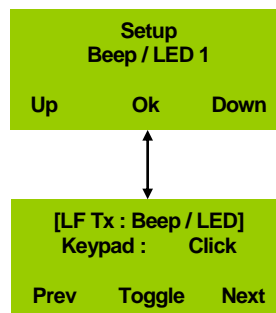 Setup
Beep / LED 1
Up Ok Down
[LF Tx : Beep / LED]
Keypad : Click
Prev Toggle Next